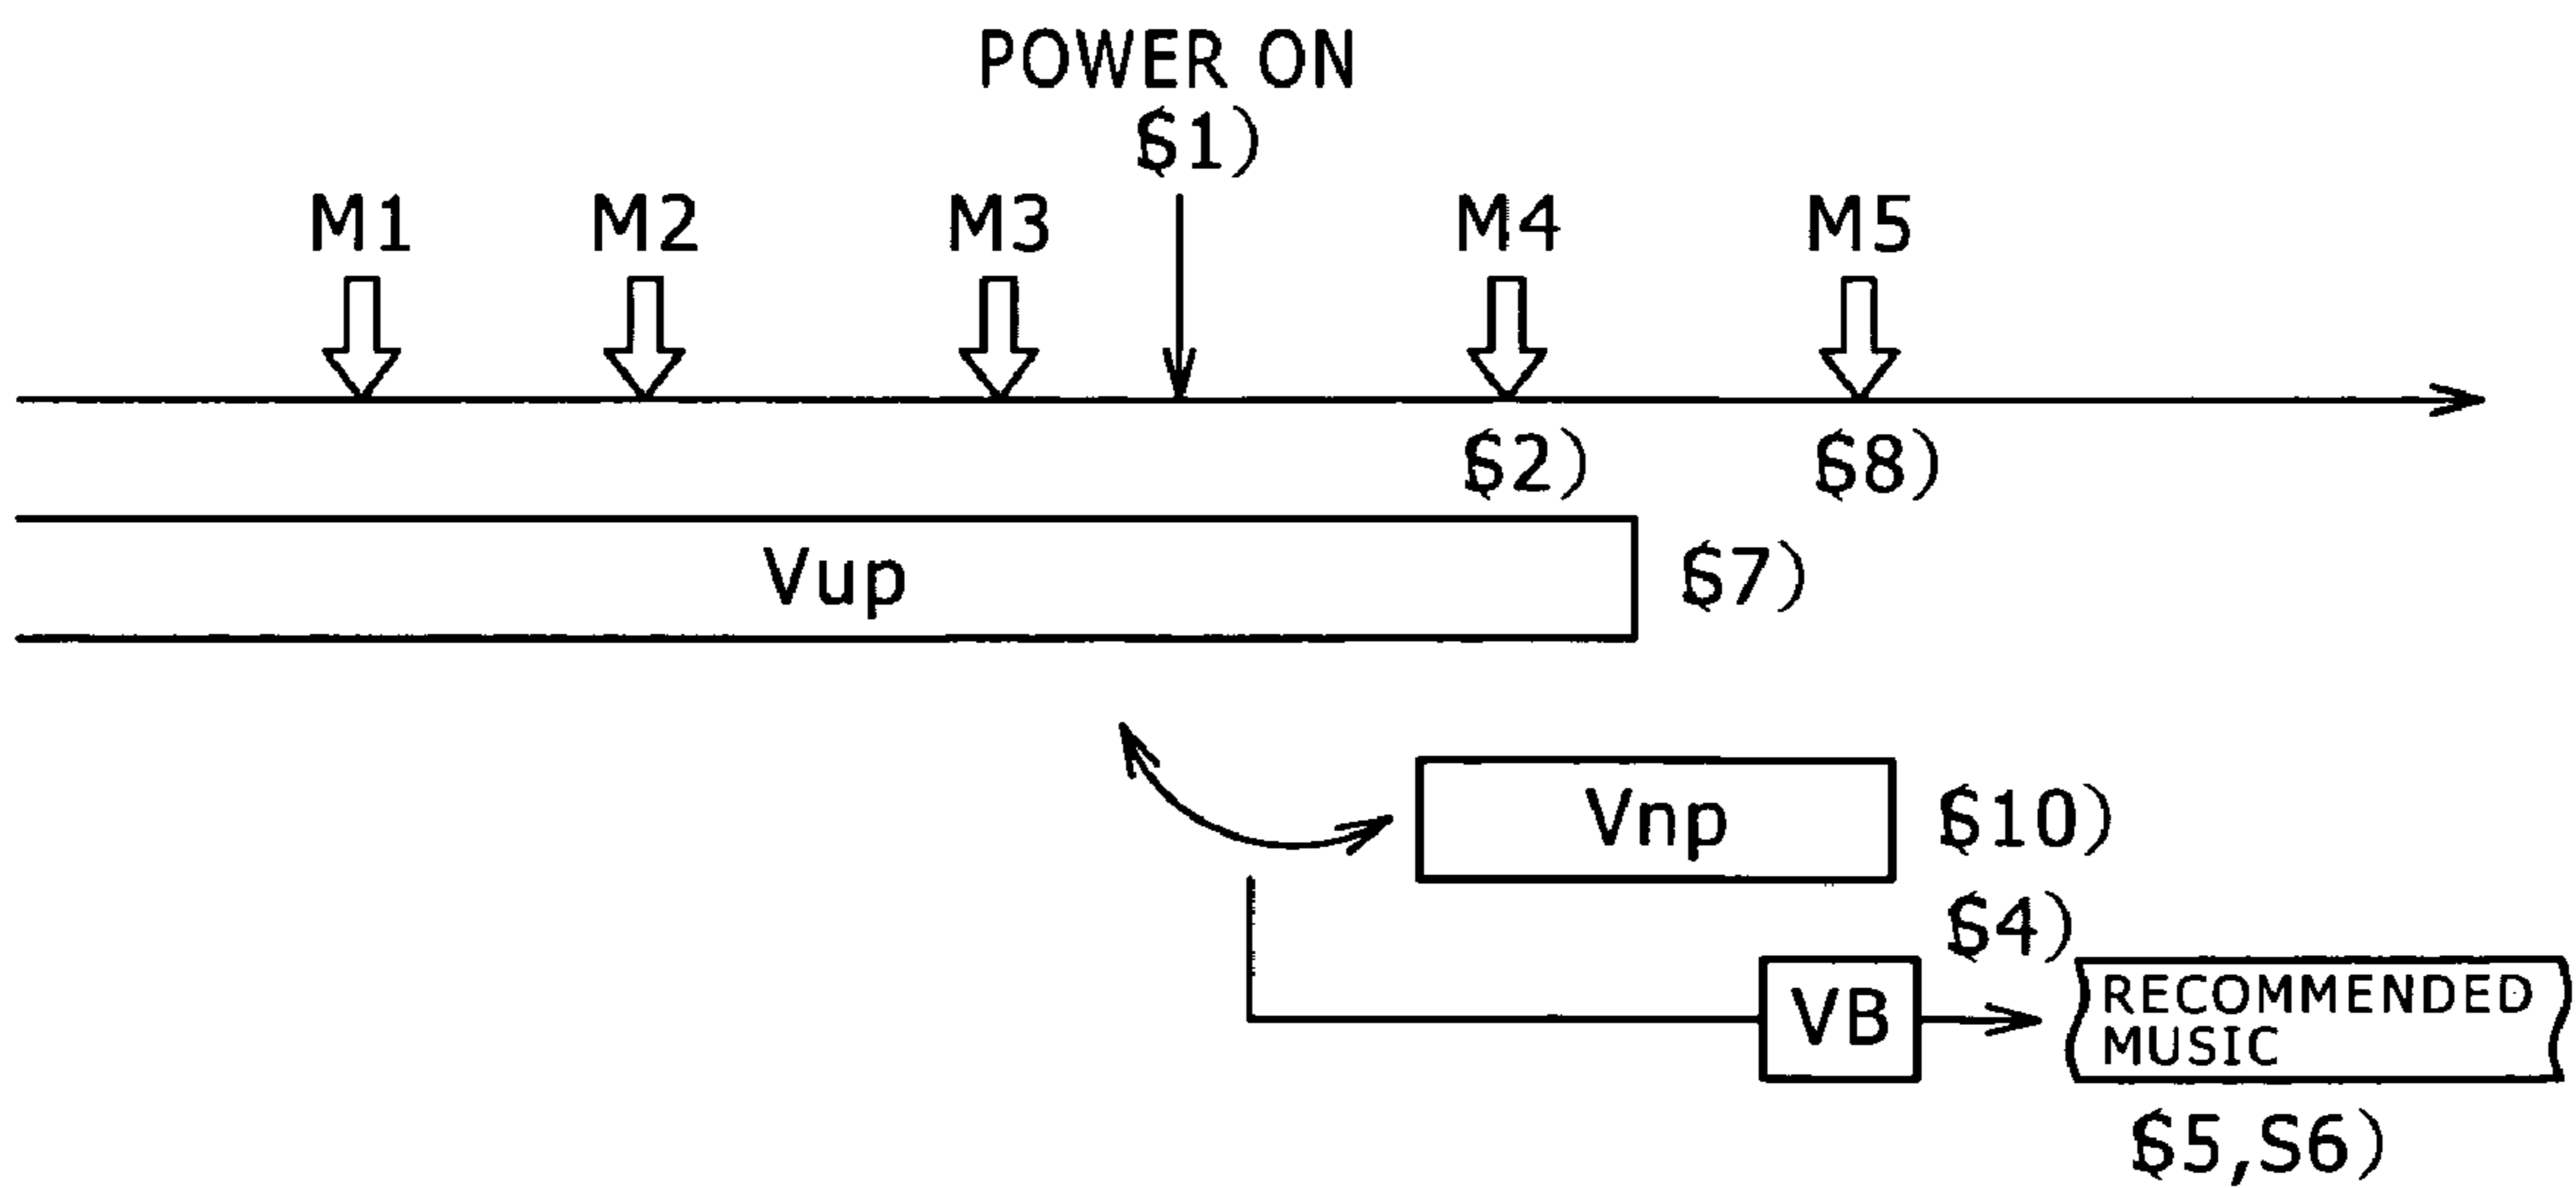 POWER ON
(S1)
M1 M2 M3 M4 M5
(S2) (S8)
Vup (S7)
Vnp (S10)
(S4)
VB RECOMMENDED
MUSIC
(S5,S6)